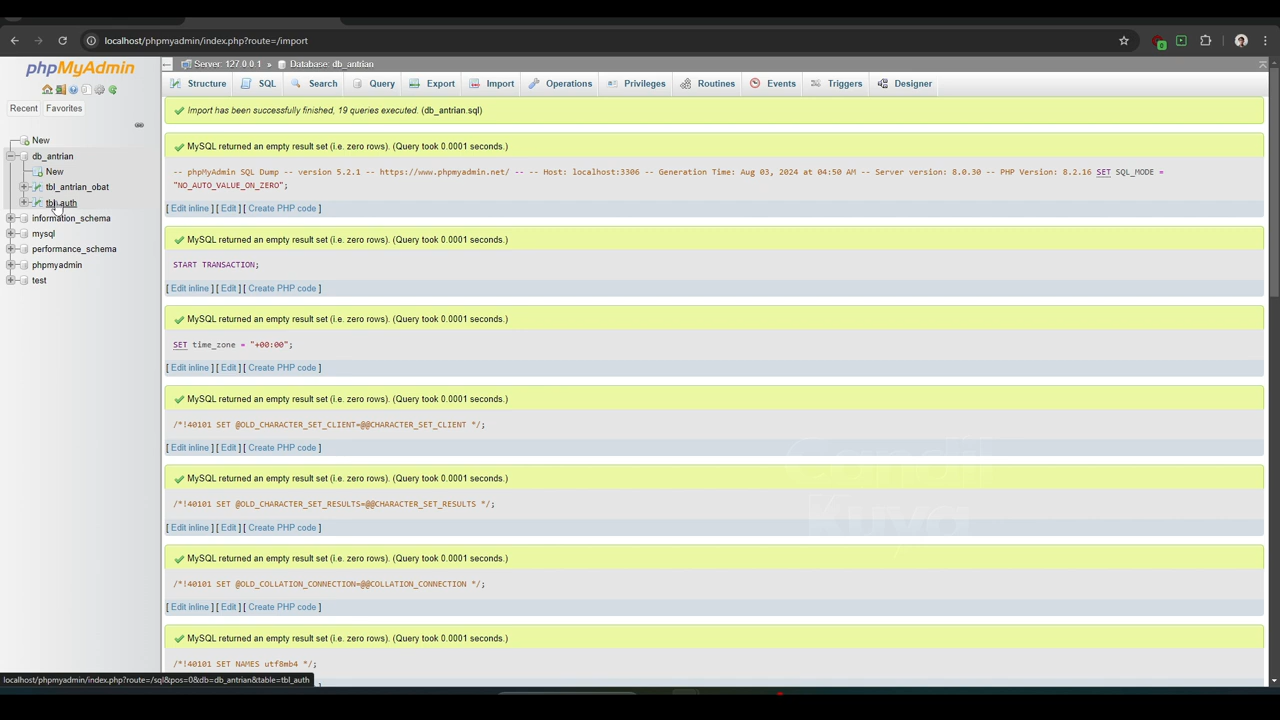 localhost/phpmyadmin/index.php?route=/import
phpMyAdmin
Recent Favorites
New
db_antrian
New
tbl_antrian_obat
tbl_auth
information_schema
mysql
performance_schema
phpmyadmin
test
Server: 127.0.0.1 » Database: db_antrian
Structure SQL Search Query Export Import Operations Privileges Routines Events Triggers Designer
Import has been successfully finished, 19 queries executed. (db_antrian.sql)
MySQL returned an empty result set (i.e. zero rows). (Query took 0.0001 seconds.)
-- phpMyAdmin SQL Dump -- version 5.2.1 -- https://www.phpmyadmin.net/ -- -- Host: localhost:3306 -- Generation Time: Aug 03, 2024 at 04:50 AM -- Server version: 8.0.30 -- PHP Version: 8.2.16 SET SQL_MODE =
"NO_AUTO_VALUE_ON_ZERO";
[ Edit inline ] [ Edit ] [ Create PHP code ]
MySQL returned an empty result set (i.e. zero rows). (Query took 0.0001 seconds.)
START TRANSACTION;
[ Edit inline ] [ Edit ] [ Create PHP code ]
MySQL returned an empty result set (i.e. zero rows). (Query took 0.0001 seconds.)
SET time_zone = "+00:00";
[ Edit inline ] [ Edit ] [ Create PHP code ]
MySQL returned an empty result set (i.e. zero rows). (Query took 0.0001 seconds.)
/*!40101 SET @OLD_CHARACTER_SET_CLIENT=@@CHARACTER_SET_CLIENT */;
[ Edit inline ] [ Edit ] [ Create PHP code ]
MySQL returned an empty result set (i.e. zero rows). (Query took 0.0001 seconds.)
/*!40101 SET @OLD_CHARACTER_SET_RESULTS=@@CHARACTER_SET_RESULTS */;
[ Edit inline ] [ Edit ] [ Create PHP code ]
MySQL returned an empty result set (i.e. zero rows). (Query took 0.0001 seconds.)
/*!40101 SET @OLD_COLLATION_CONNECTION=@@COLLATION_CONNECTION */;
[ Edit inline ] [ Edit ] [ Create PHP code ]
MySQL returned an empty result set (i.e. zero rows). (Query took 0.0001 seconds.)
/*!40101 SET NAMES utf8mb4 */;
localhost/phpmyadmin/index.php?route=/sql&pos=0&db=db_antrian&table=tbl_auth